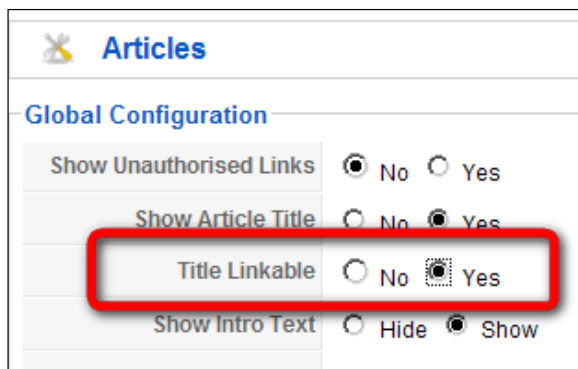 Articles
Global Configuration
Show Unauthorised Links No Yes
Show Article Title No Yes
Title Linkable No Yes
Show Intro Text Hide Show